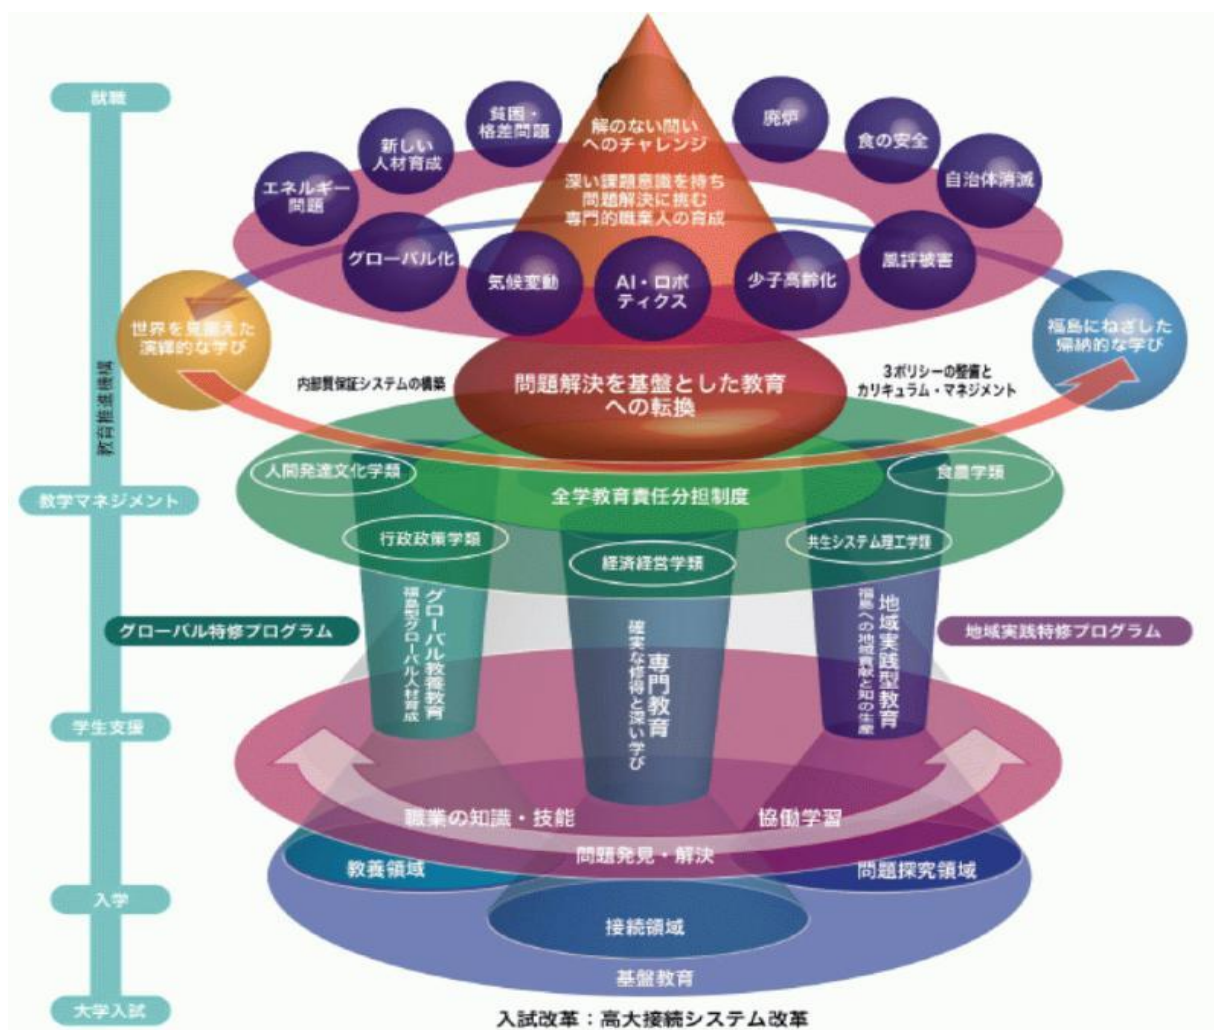 就職
貧困・
格差問題
新しい
人材育成
エネルギー
問題
解のない問い
へのチャレンジ
深い課題意識を持ち
問題解決に挑む
専門的職業人の育成
廃炉
食の安全
自治体消滅
グローバル化
気候変動
AI・ロボ
ティクス
少子高齢化
風評被害
世界を見据えた
演繹的な学び
福島にねざした
帰納的な学び
教育推進機構
内部質保証システムの構築
問題解決を基盤とした教育
への転換
3ポリシーの整備と
カリキュラム・マネジメント
人間発達文化学類
食農学類
教学マネジメント
全学教育責任分担制度
行政政策学類
経済経営学類
共生システム理工学類
グローバル特修プログラム
グローバル教養教育
福島型グローバル人材育成
専門教育
確実な修得と深い学び
地域実践型教育
福島への地域貢献と知の生産
地域実践特修プログラム
学生支援
職業の知識・技能
協働学習
問題発見・解決
教養領域
問題探究領域
入学
接続領域
基盤教育
大学入試
入試改革：高大接続システム改革